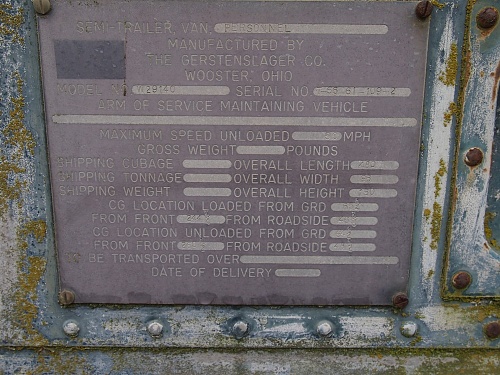 SEMI-TRAILER, VAN, PERSONNEL
MANUFACTURED BY
THE GERSTENSLAGER CO.
WOOSTER, OHIO
MODEL NO. SERIAL NO.
ARM OF SERVICE MAINTAINING VEHICLE
MAXIMUM SPEED UNLOADED MPH
GROSS WEIGHT POUNDS
SHIPPING CUBAGE OVERALL LENGTH
SHIPPING TONNAGE OVERALL WIDTH
SHIPPING WEIGHT OVERALL HEIGHT
CG LOCATION LOADED FROM GRD
FROM FRONT FROM ROADSIDE
CG LOCATION UNLOADED FROM GRD
FROM FRONT FROM ROADSIDE
TO BE TRANSPORTED OVER
DATE OF DELIVERY